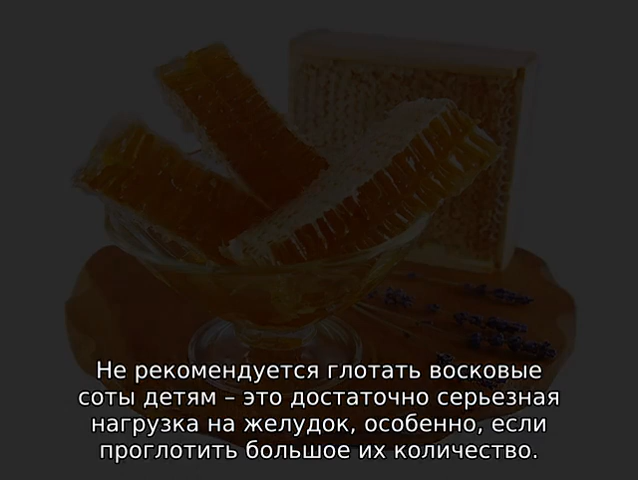 Не рекомендуется глотать восковые
соты детям – это достаточно серьезная
нагрузка на желудок, особенно, если
проглотить большое их количество.